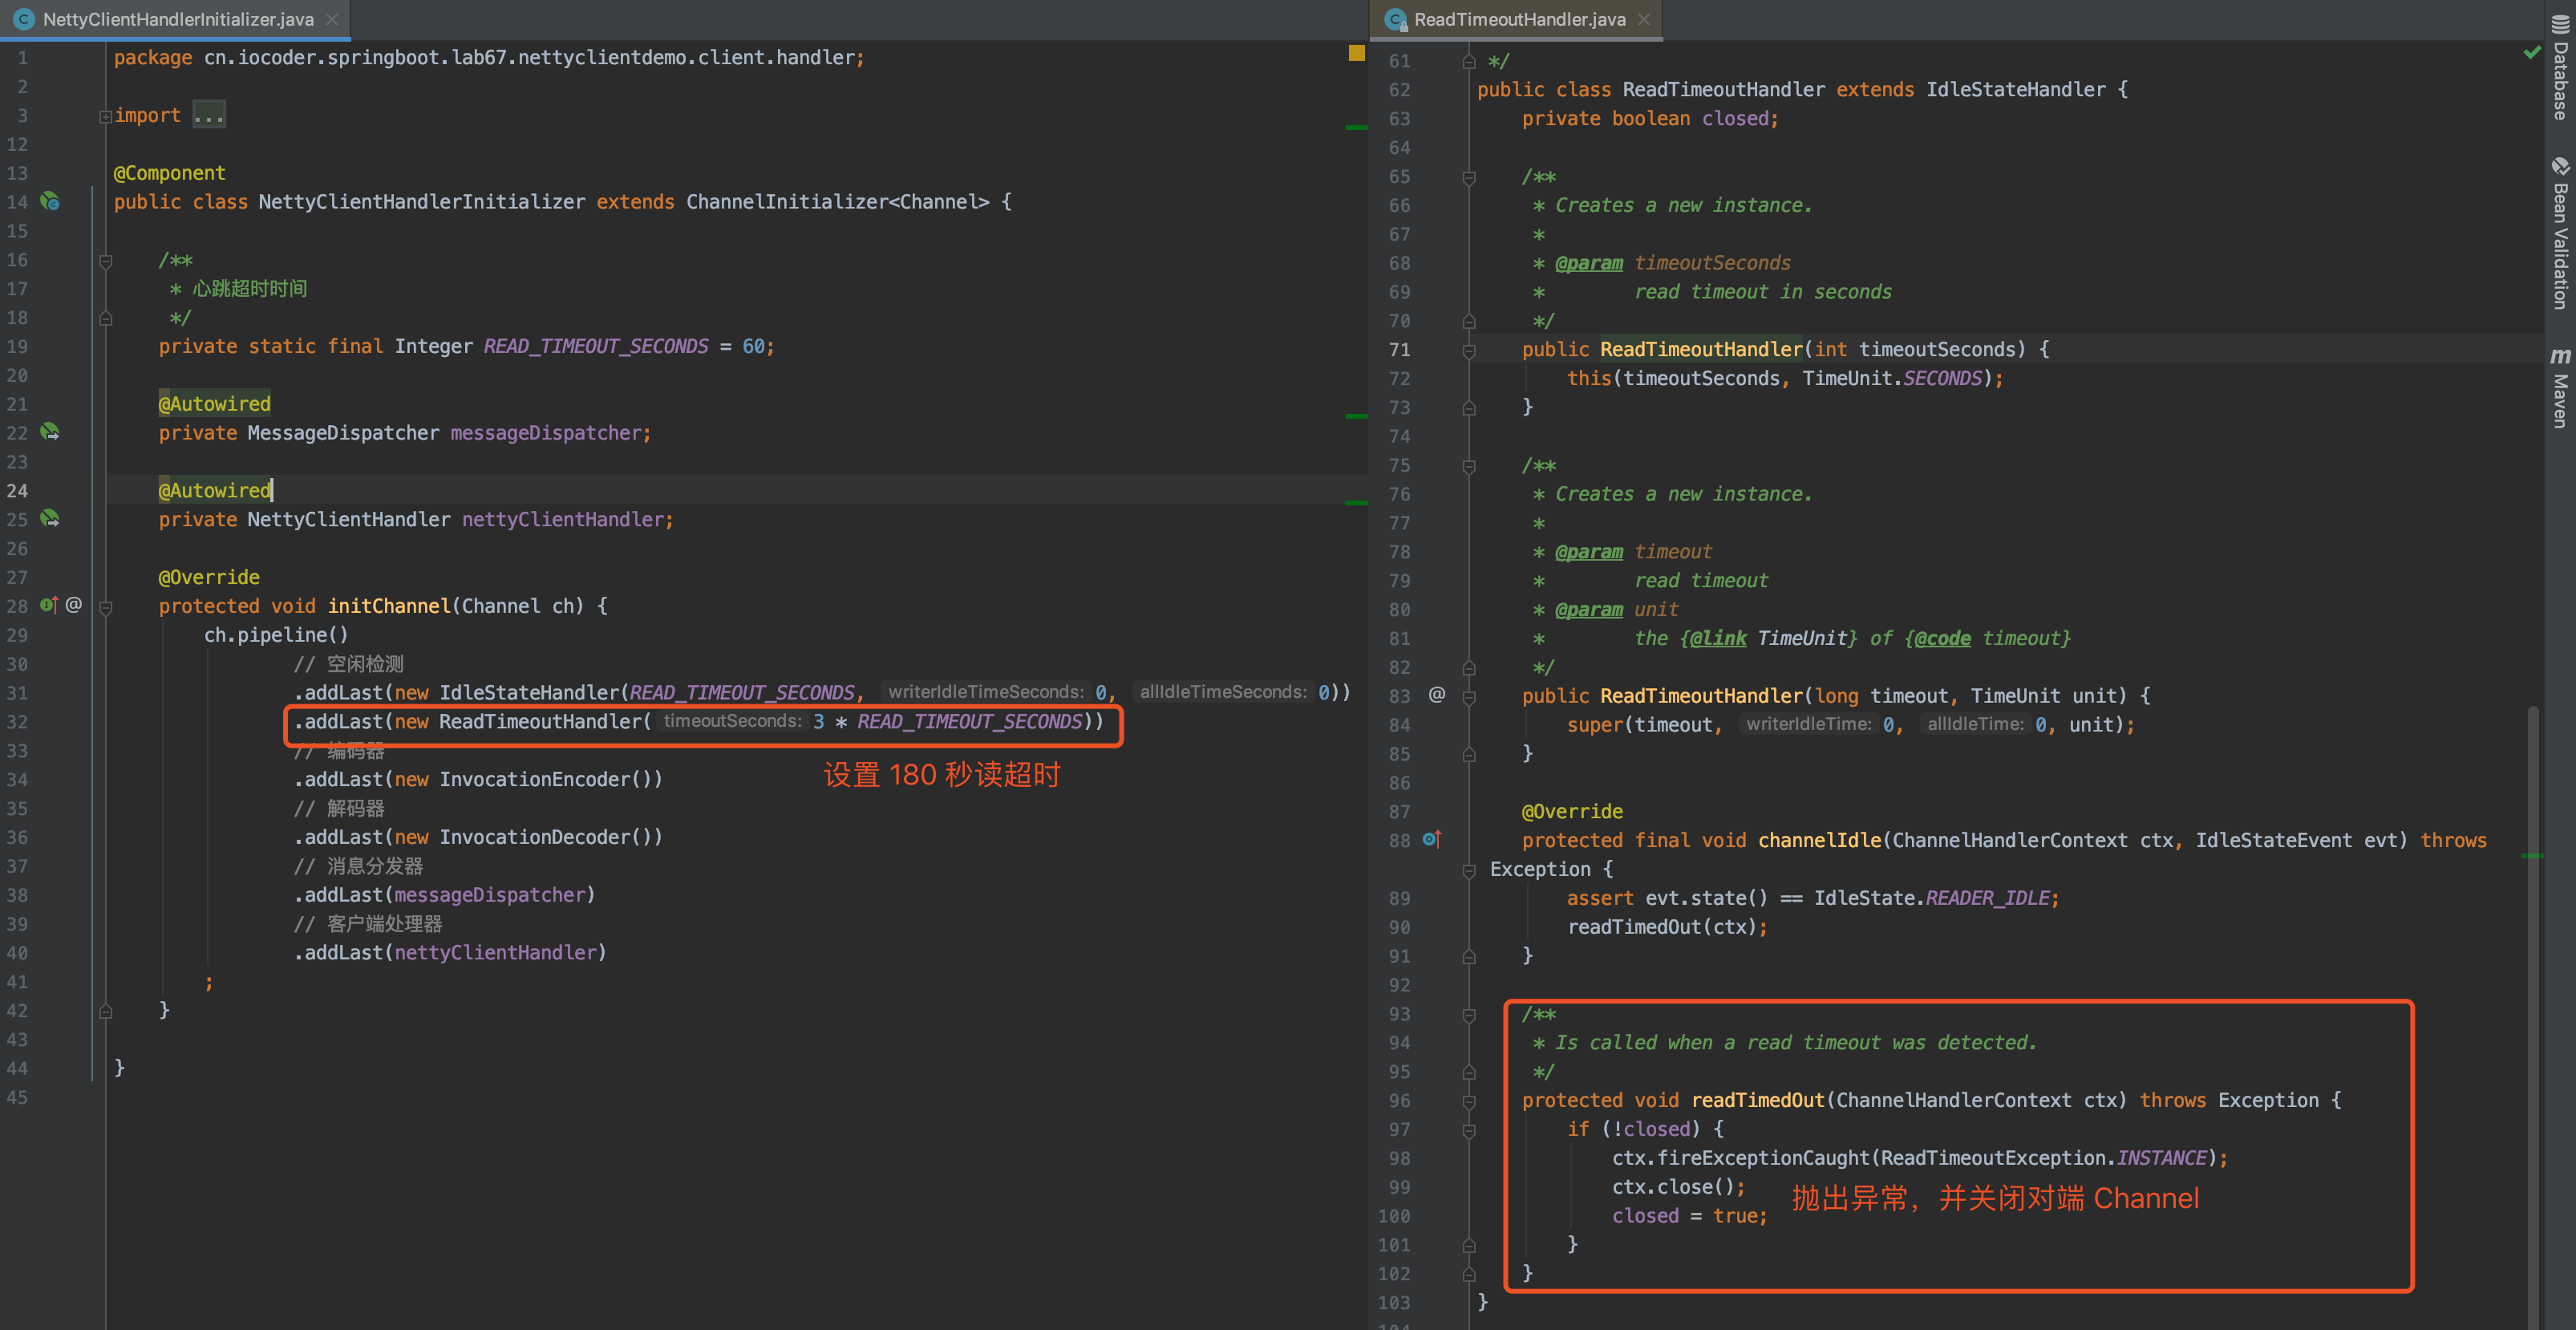 NettyClientHandlerInitializer.java
1 package cn.iocoder.springboot.lab67.nettyclientdemo.client.handler;
2
3 import ...
12
13 @Component
14 public class NettyClientHandlerInitializer extends ChannelInitializer<Channel> {
15
16 /**
17 * 心跳超时时间
18 */
19 private static final Integer READ_TIMEOUT_SECONDS = 60;
20
21 @Autowired
22 private MessageDispatcher messageDispatcher;
23
24 @Autowired
25 private NettyClientHandler nettyClientHandler;
26
27 @Override
28 @ protected void initChannel(Channel ch) {
29 ch.pipeline()
30 // 空闲检测
31 .addLast(new IdleStateHandler(READ_TIMEOUT_SECONDS, writerIdleTimeSeconds: 0, allIdleTimeSeconds: 0))
32 .addLast(new ReadTimeoutHandler( timeoutSeconds: 3 * READ_TIMEOUT_SECONDS))
33 // 编码器
设置 180 秒读超时
34 .addLast(new InvocationEncoder())
35 // 解码器
36 .addLast(new InvocationDecoder())
37 // 消息分发器
38 .addLast(messageDispatcher)
39 // 客户端处理器
40 .addLast(nettyClientHandler)
41 ;
42 }
43
44 }
45
ReadTimeoutHandler.java
61 */
62 public class ReadTimeoutHandler extends IdleStateHandler {
63 private boolean closed;
64
65 /**
66 * Creates a new instance.
67 *
68 * @param timeoutSeconds
69 * read timeout in seconds
70 */
71 public ReadTimeoutHandler(int timeoutSeconds) {
72 this(timeoutSeconds, TimeUnit.SECONDS);
73 }
74
75 /**
76 * Creates a new instance.
77 *
78 * @param timeout
79 * read timeout
80 * @param unit
81 * the {@link TimeUnit} of {@code timeout}
82 */
83 @ public ReadTimeoutHandler(long timeout, TimeUnit unit) {
84 super(timeout, writerIdleTime: 0, allIdleTime: 0, unit);
85 }
86
87 @Override
88 protected final void channelIdle(ChannelHandlerContext ctx, IdleStateEvent evt) throws
Exception {
89 assert evt.state() == IdleState.READER_IDLE;
90 readTimedOut(ctx);
91 }
92
93 /**
94 * Is called when a read timeout was detected.
95 */
96 protected void readTimedOut(ChannelHandlerContext ctx) throws Exception {
97 if (!closed) {
98 ctx.fireExceptionCaught(ReadTimeoutException.INSTANCE);
99 ctx.close();
抛出异常，并关闭对端 Channel
100 closed = true;
101 }
102 }
103 }
Database
Bean Validation
m Maven